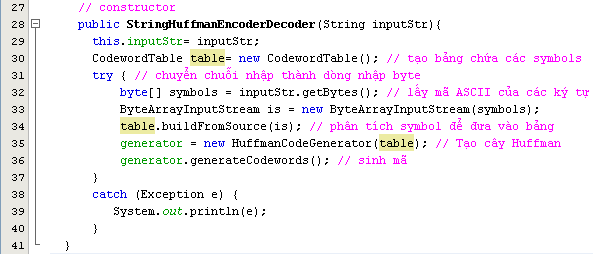 27 // constructor
28 public StringHuffmanEncoderDecoder(String inputStr){
29 this.inputStr= inputStr;
30 CodewordTable table= new CodewordTable(); // tạo bảng chứa các symbols
31 try { // chuyển chuỗi nhập thành dòng nhập byte
32 byte[] symbols = inputStr.getBytes(); // lấy mã ASCII của các ký tự
33 ByteArrayInputStream is = new ByteArrayInputStream(symbols);
34 table.buildFromSource(is); // phân tích symbol để đưa vào bảng
35 generator = new HuffmanCodeGenerator(table); // Tạo cây Huffman
36 generator.generateCodewords(); // sinh mã
37 }
38 catch (Exception e) {
39 System.out.println(e);
40 }
41 }